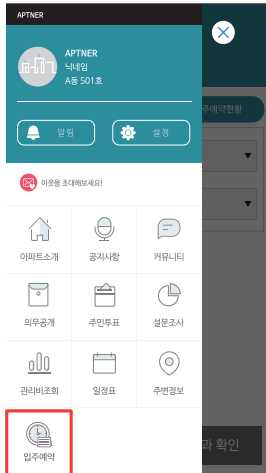 APTNER
APTNER
닉네임
A동 501호
알림
설정
주예약현황
이웃을 초대해보세요!
아파트소개
공지사항
커뮤니티
의무공개
주민투표
설문조사
관리비조회
일정표
주변정보
과 확인
입주예약